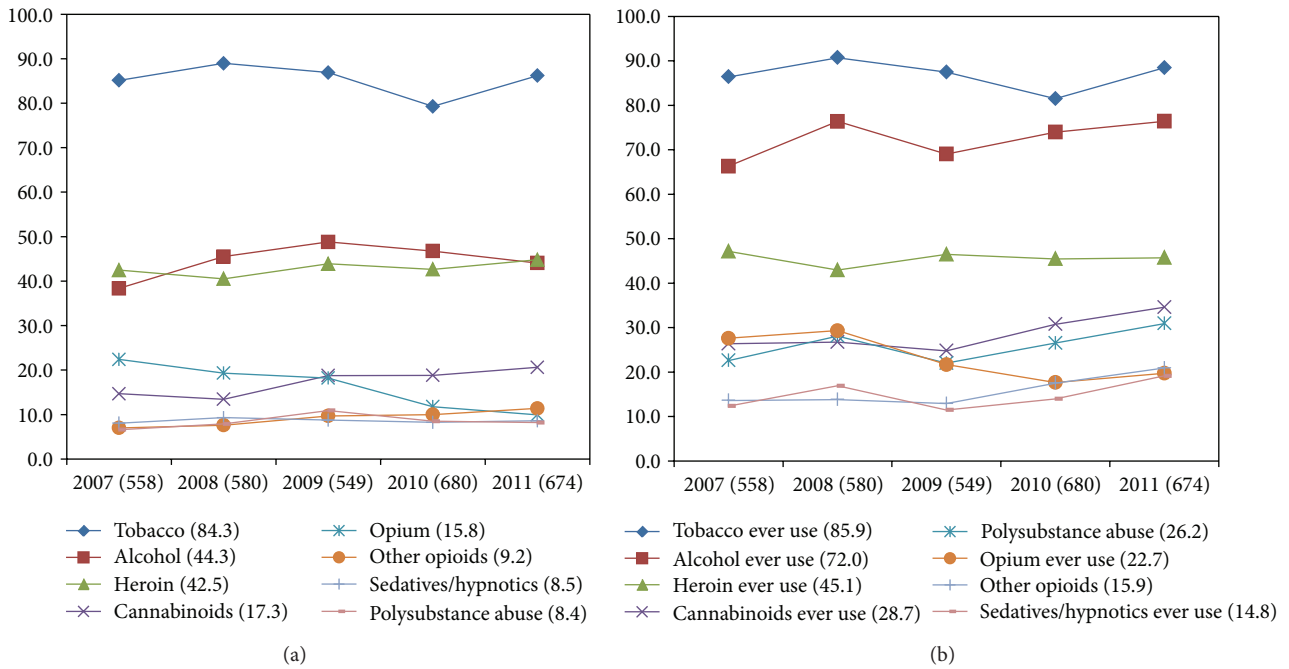 100.0
90.0
80.0
70.0
60.0
50.0
40.0
30.0
20.0
10.0
0.0
2007 (558) 2008 (580) 2009 (549) 2010 (680) 2011 (674)
Tobacco (84.3)
Alcohol (44.3)
Heroin (42.5)
Cannabinoids (17.3)
Opium (15.8)
Other opioids (9.2)
Sedatives/hypnotics (8.5)
Polysubstance abuse (8.4)
(a)
100.0
90.0
80.0
70.0
60.0
50.0
40.0
30.0
20.0
10.0
0.0
2007 (558) 2008 (580) 2009 (549) 2010 (680) 2011 (674)
Tobacco ever use (85.9)
Alcohol ever use (72.0)
Heroin ever use (45.1)
Cannabinoids ever use (28.7)
Polysubstance abuse (26.2)
Opium ever use (22.7)
Other opioids (15.9)
Sedatives/hypnotics ever use (14.8)
(b)